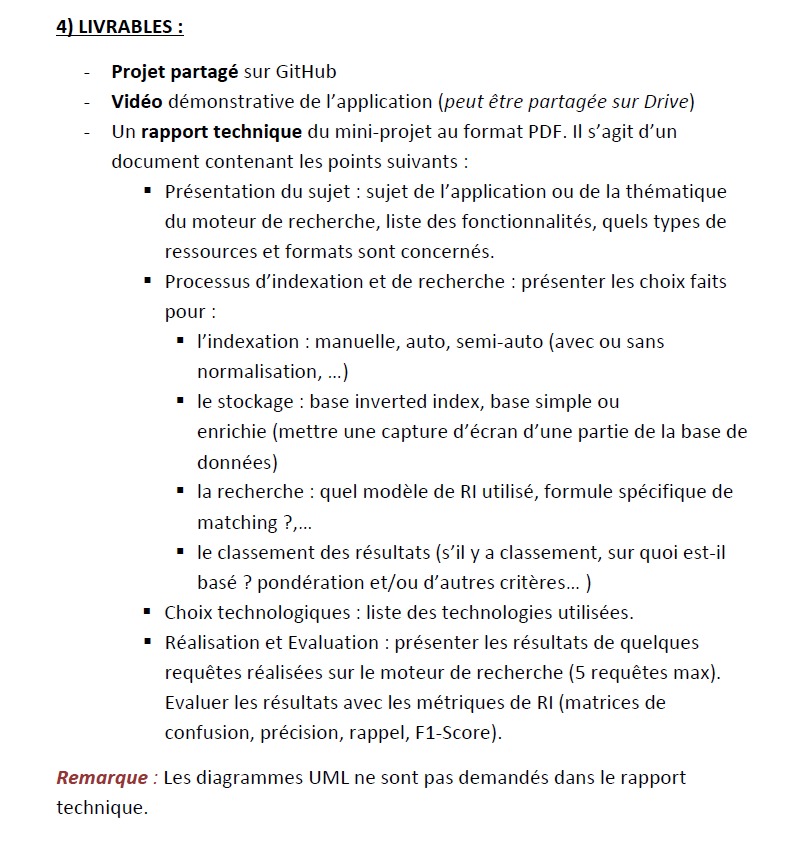 4) LIVRABLES :
- Projet partagé sur GitHub
- Vidéo démonstrative de l’application (peut être partagée sur Drive)
- Un rapport technique du mini-projet au format PDF. Il s’agit d’un
document contenant les points suivants :
▪ Présentation du sujet : sujet de l’application ou de la thématique
du moteur de recherche, liste des fonctionnalités, quels types de
ressources et formats sont concernés.
▪ Processus d’indexation et de recherche : présenter les choix faits
pour :
▪ l’indexation : manuelle, auto, semi-auto (avec ou sans
normalisation, …)
▪ le stockage : base inverted index, base simple ou
enrichie (mettre une capture d’écran d’une partie de la base de
données)
▪ la recherche : quel modèle de RI utilisé, formule spécifique de
matching ?,…
▪ le classement des résultats (s’il y a classement, sur quoi est-il
basé ? pondération et/ou d’autres critères… )
▪ Choix technologiques : liste des technologies utilisées.
▪ Réalisation et Evaluation : présenter les résultats de quelques
requêtes réalisées sur le moteur de recherche (5 requêtes max).
Evaluer les résultats avec les métriques de RI (matrices de
confusion, précision, rappel, F1-Score).
Remarque : Les diagrammes UML ne sont pas demandés dans le rapport
technique.